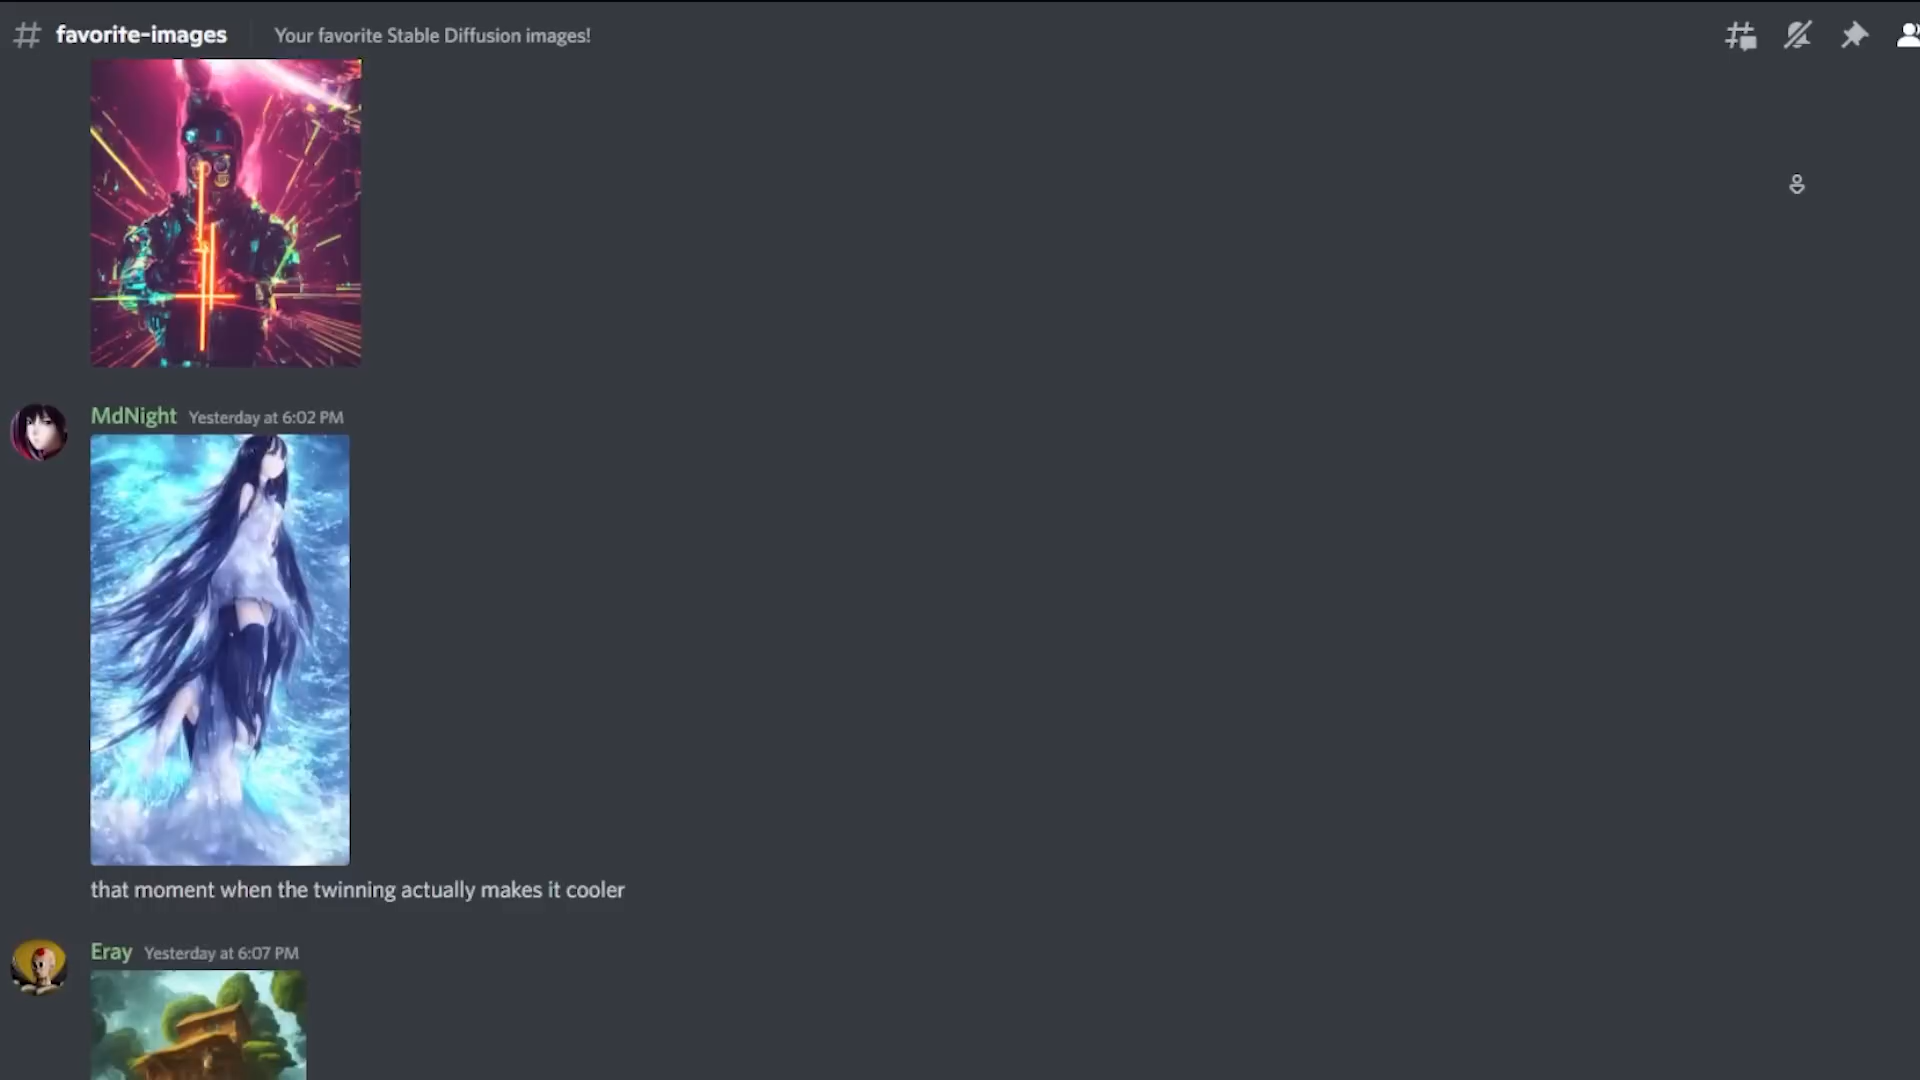 # favorite-images Your favorite Stable Diffusion images!
MdNight Yesterday at 6:02 PM
that moment when the twinning actually makes it cooler
Eray Yesterday at 6:07 PM